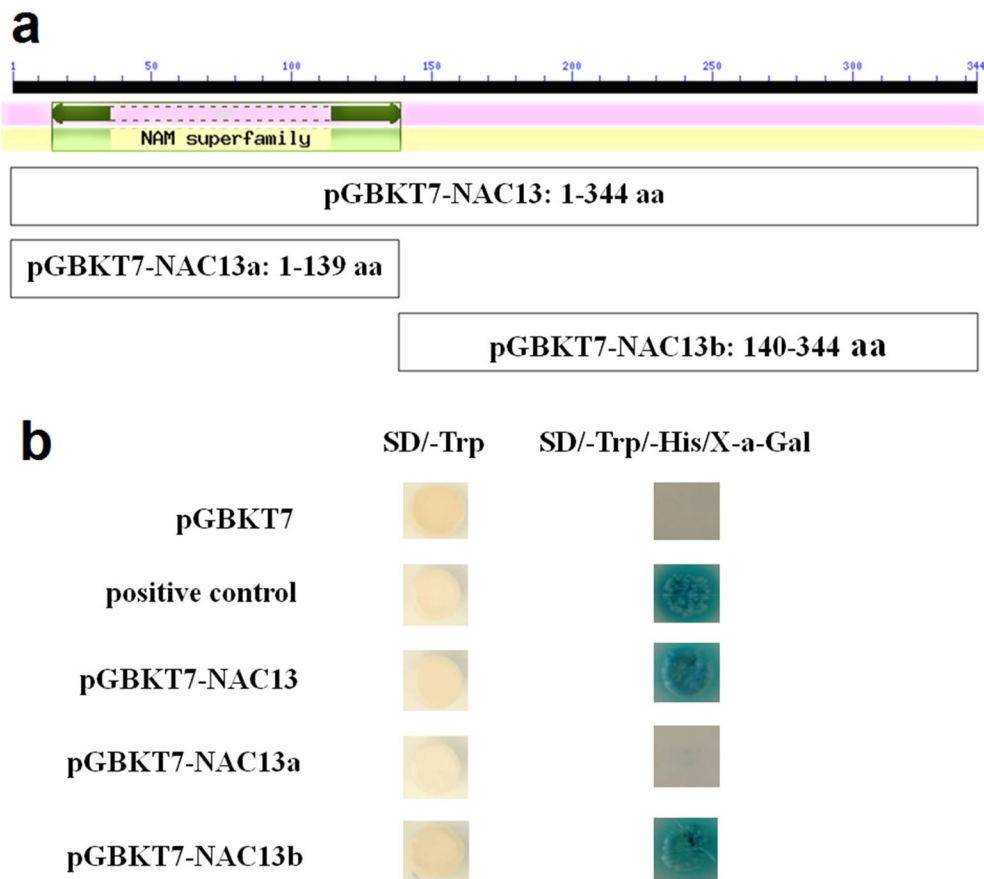 a
1 50 100 150 200 250 300 344
NAM superfamily
pGBKT7-NAC13: 1-344 aa
pGBKT7-NAC13a: 1-139 aa
pGBKT7-NAC13b: 140-344 aa
b
SD/-Trp SD/-Trp/-His/X-a-Gal
pGBKT7
positive control
pGBKT7-NAC13
pGBKT7-NAC13a
pGBKT7-NAC13b